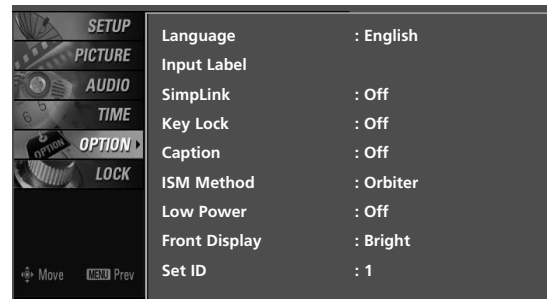 SETUP
PICTURE
AUDIO
TIME
OPTION
LOCK
Move MENU Prev
Language : English
Input Label
SimpLink : Off
Key Lock : Off
Caption : Off
ISM Method : Orbiter
Low Power : Off
Front Display : Bright
Set ID : 1